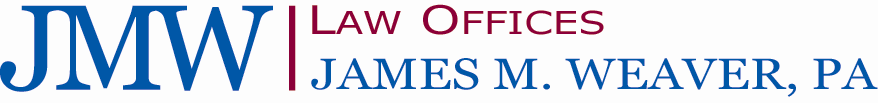 JMW
Law Offices
JAMES M. WEAVER, PA